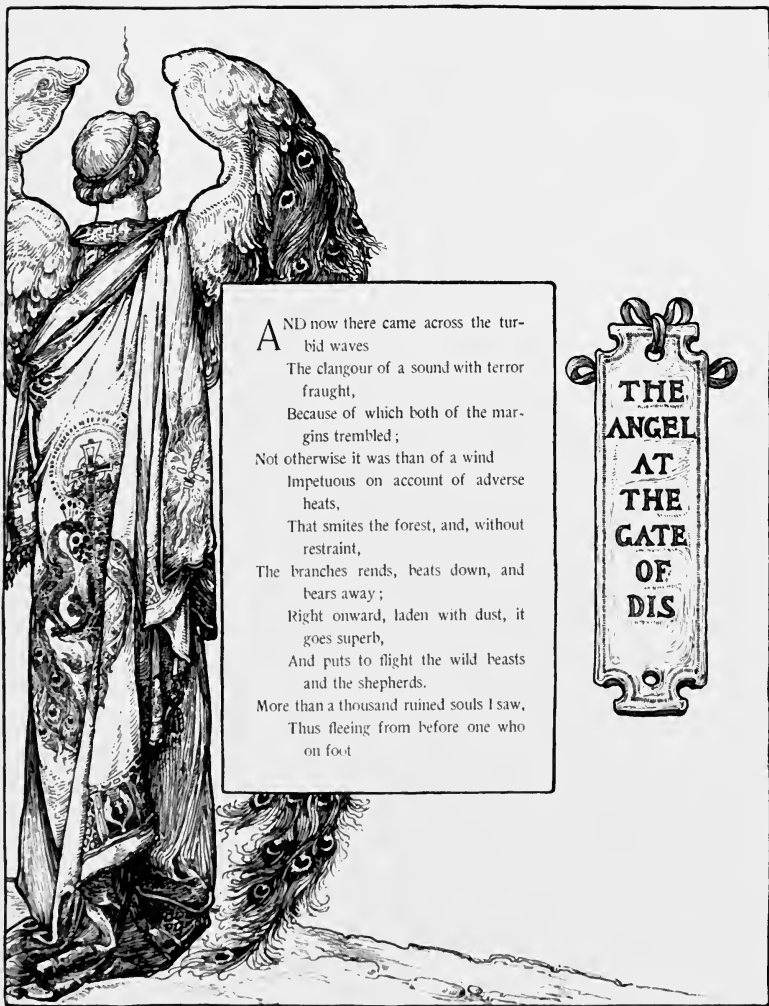 AND now there came across the tur-
bid waves
The clangour of a sound with terror
fraught,
Because of which both of the mar-
gins trembled ;
Not otherwise it was than of a wind
Impetuous on account of adverse
heats,
That smites the forest, and, without
restraint,
The branches rends, beats down, and
bears away ;
Right onward, laden with dust, it
goes superb,
And puts to flight the wild beasts
and the shepherds.
More than a thousand ruined souls I saw,
Thus fleeing from before one who
on foot
THE
ANGEL
AT
THE
GATE
OF
DIS